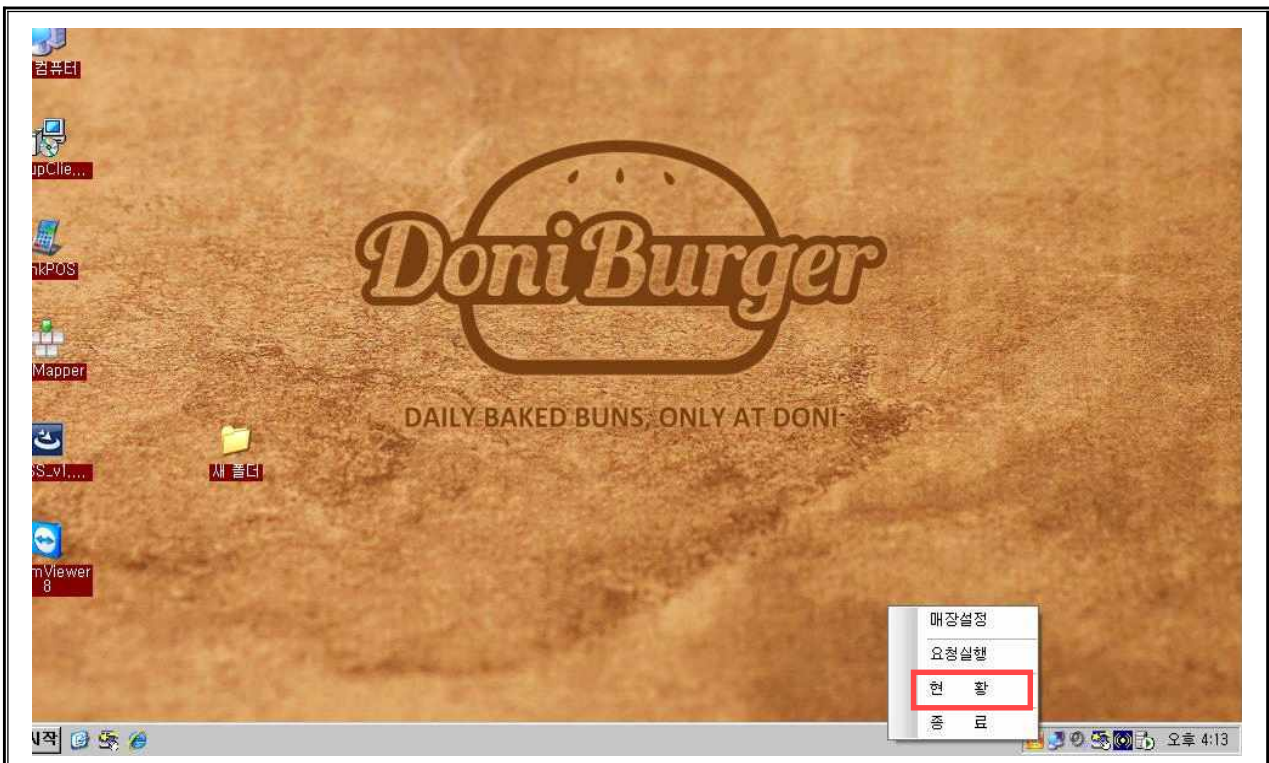 컴퓨터
upClie...
nkPOS
Mapper
SS_v1....
새 폴더
mViewer
8
DoniBurger
DAILY BAKED BUNS, ONLY AT DONI
매장설정
요청실행
현 황
종 료
시작
오후 4:13